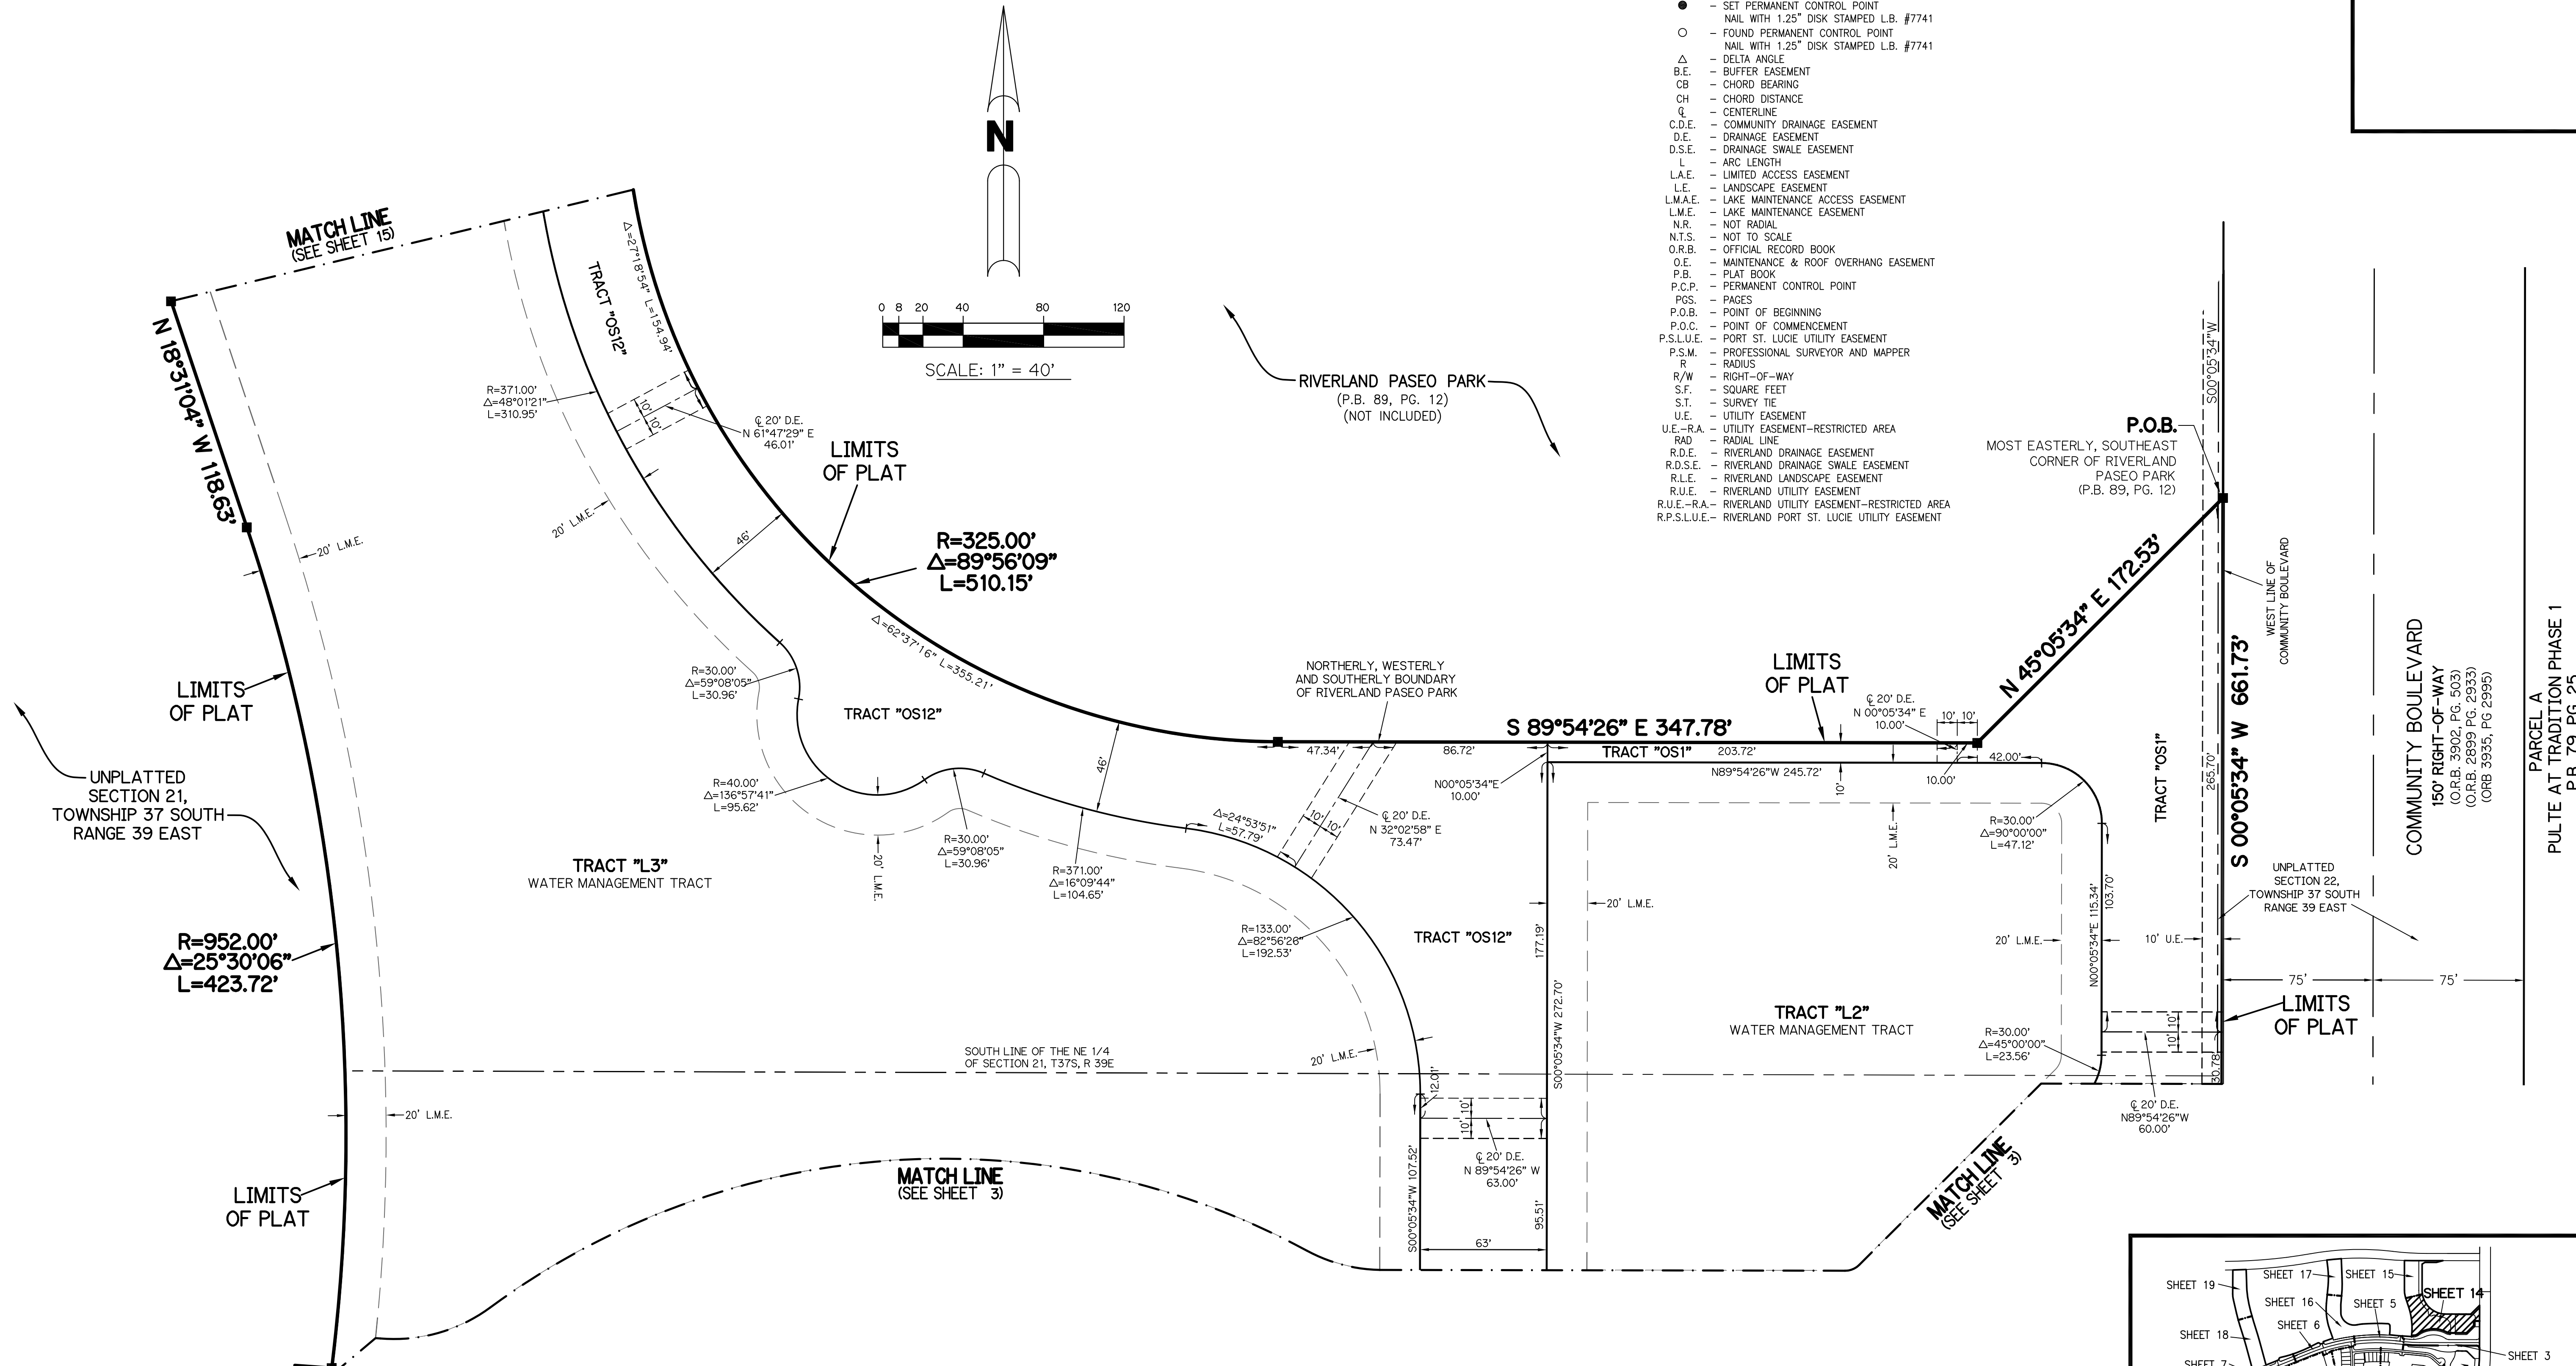 ● – SET PERMANENT CONTROL POINT
NAIL WITH 1.25" DISK STAMPED L.B. #7741
○ – FOUND PERMANENT CONTROL POINT
NAIL WITH 1.25" DISK STAMPED L.B. #7741
△ – DELTA ANGLE
B.E. – BUFFER EASEMENT
CB – CHORD BEARING
CH – CHORD DISTANCE
℄ – CENTERLINE
C.D.E. – COMMUNITY DRAINAGE EASEMENT
D.E. – DRAINAGE EASEMENT
D.S.E. – DRAINAGE SWALE EASEMENT
L – ARC LENGTH
L.A.E. – LIMITED ACCESS EASEMENT
L.E. – LANDSCAPE EASEMENT
L.M.A.E. – LAKE MAINTENANCE ACCESS EASEMENT
L.M.E. – LAKE MAINTENANCE EASEMENT
N.R. – NOT RADIAL
N.T.S. – NOT TO SCALE
O.R.B. – OFFICIAL RECORD BOOK
O.E. – MAINTENANCE & ROOF OVERHANG EASEMENT
P.B. – PLAT BOOK
P.C.P. – PERMANENT CONTROL POINT
PGS. – PAGES
P.O.B. – POINT OF BEGINNING
P.O.C. – POINT OF COMMENCEMENT
P.S.L.U.E. – PORT ST. LUCIE UTILITY EASEMENT
P.S.M. – PROFESSIONAL SURVEYOR AND MAPPER
R – RADIUS
R/W – RIGHT-OF-WAY
S.F. – SQUARE FEET
S.T. – SURVEY TIE
U.E. – UTILITY EASEMENT
U.E.-R.A. – UTILITY EASEMENT-RESTRICTED AREA
RAD – RADIAL LINE
R.D.E. – RIVERLAND DRAINAGE EASEMENT
R.D.S.E. – RIVERLAND DRAINAGE SWALE EASEMENT
R.L.E. – RIVERLAND LANDSCAPE EASEMENT
R.U.E. – RIVERLAND UTILITY EASEMENT
R.U.E.-R.A.– RIVERLAND UTILITY EASEMENT-RESTRICTED AREA
R.P.S.L.U.E.– RIVERLAND PORT ST. LUCIE UTILITY EASEMENT
N
0 8 20 40 80 120
SCALE: 1" = 40'
MATCH LINE
(SEE SHEET 15)
N 18°31'04" W 118.63'
TRACT "OS12"
△=27°18'54" L=154.94'
R=371.00'
△=48°01'21"
L=310.95'
10'
10'
℄ 20' D.E.
N 61°47'29" E
46.01'
LIMITS
OF PLAT
20' L.M.E.
20' L.M.E.
46'
R=325.00'
△=89°56'09"
L=510.15'
△=62°37'16" L=355.21'
RIVERLAND PASEO PARK
(P.B. 89, PG. 12)
(NOT INCLUDED)
P.O.B.
MOST EASTERLY, SOUTHEAST
CORNER OF RIVERLAND
PASEO PARK
(P.B. 89, PG. 12)
S00°05'34"W
N 45°05'34" E 172.53'
WEST LINE OF
COMMUNITY BOULEVARD
S 00°05'34" W 661.73'
COMMUNITY BOULEVARD
150' RIGHT-OF-WAY
(O.R.B. 3902, PG. 503)
(O.R.B. 2899 PG. 2933)
(ORB 3935, PG 2995)
PARCEL A
PULTE AT TRADITION PHASE 1
P.B. 79 PG 25
LIMITS
OF PLAT
UNPLATTED
SECTION 21,
TOWNSHIP 37 SOUTH
RANGE 39 EAST
R=952.00'
△=25°30'06"
L=423.72'
LIMITS
OF PLAT
R=30.00'
△=59°08'05"
L=30.96'
TRACT "OS12"
R=40.00'
△=136°57'41"
L=95.62'
20' L.M.E.
R=30.00'
△=59°08'05"
L=30.96'
46'
R=371.00'
△=16°09'44"
L=104.65'
TRACT "L3"
WATER MANAGEMENT TRACT
NORTHERLY, WESTERLY
AND SOUTHERLY BOUNDARY
OF RIVERLAND PASEO PARK
S 89°54'26" E 347.78'
LIMITS
OF PLAT
℄ 20' D.E.
N 00°05'34" E
10.00'
10' 10'
47.34'
86.72'
TRACT "OS1"
203.72'
42.00'
N89°54'26"W 245.72'
N00°05'34"E
10.00'
10'
10.00'
△=24°53'51"
L=57.79'
10' 10'
℄ 20' D.E.
N 32°02'58" E
73.47'
R=133.00'
△=82°56'26"
L=192.53'
TRACT "OS12"
177.19'
S00°05'34"W 272.70'
20' L.M.E.
20' L.M.E.
R=30.00'
△=90°00'00"
L=47.12'
TRACT "OS1"
265.70'
N00°05'34"E 115.34'
103.70'
20' L.M.E.
10' U.E.
UNPLATTED
SECTION 22,
TOWNSHIP 37 SOUTH
RANGE 39 EAST
75'
75'
LIMITS
OF PLAT
TRACT "L2"
WATER MANAGEMENT TRACT
R=30.00'
△=45°00'00"
L=23.56'
10'
10'
30.78'
℄ 20' D.E.
N89°54'26"W
60.00'
SOUTH LINE OF THE NE 1/4
OF SECTION 21, T37S, R 39E
20' L.M.E.
20' L.M.E.
12.01'
10'
10'
℄ 20' D.E.
N 89°54'26" W
63.00'
S00°05'34"W 107.52'
95.51'
63'
MATCH LINE
(SEE SHEET 3)
MATCH LINE
(SEE SHEET 3)
SHEET 19
SHEET 17
SHEET 15
SHEET 14
SHEET 16
SHEET 5
SHEET 6
SHEET 18
SHEET 3
SHEET 7